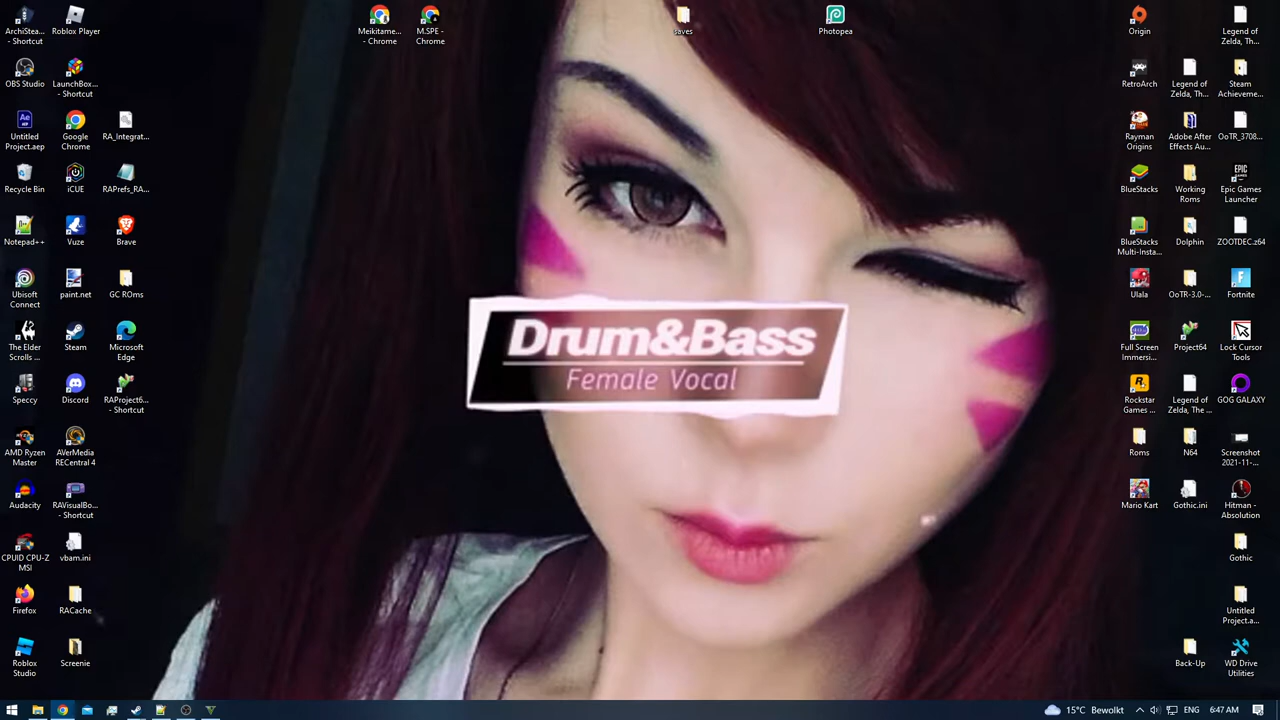 ArchiStea...
- Shortcut
Roblox Player
OBS Studio
LaunchBox...
- Shortcut
Untitled
Project.aep
Google
Chrome
RA_Integrat...
Recycle Bin
iCUE
RAPrefs_RA...
Notepad++
Vuze
Brave
Ubisoft
Connect
paint.net
GC ROms
The Elder
Scrolls ...
Steam
Microsoft
Edge
Speccy
Discord
RAProject6...
- Shortcut
AMD Ryzen
Master
AVerMedia
RECentral 4
Audacity
RAVisualBo...
- Shortcut
CPUID CPU-Z
MSI
vbam.ini
Firefox
RACache
Roblox
Studio
Screenie
Meikitame...
- Chrome
M.SPE -
Chrome
saves
Photopea
Drum&Bass
Female Vocal
Origin
Legend of
Zelda, Th...
RetroArch
Legend of
Zelda, Th...
Steam
Achieveme...
Rayman
Origins
Adobe After
Effects Au...
OoTR_3708...
BlueStacks
Working
Roms
Epic Games
Launcher
BlueStacks
Multi-Insta...
Dolphin
ZOOTDEC.z64
Ulala
OoTR-3.0-...
Fortnite
Full Screen
Immersi...
Project64
Lock Cursor
Tools
Rockstar
Games ...
Legend of
Zelda, The ...
GOG GALAXY
Roms
N64
Screenshot
2021-11-...
Mario Kart
Gothic.ini
Hitman -
Absolution
Gothic
Untitled
Project.a...
Back-Up
WD Drive
Utilities
15°C Bewolkt
ENG
6:47 AM